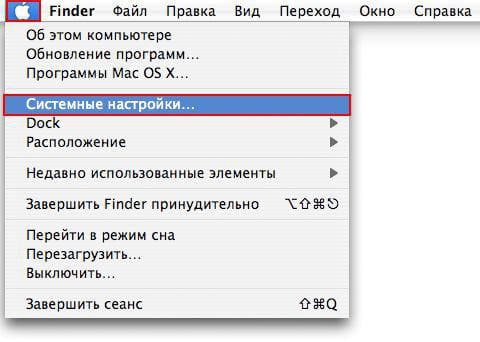 Finder Файл Правка Вид Переход Окно Справка
Об этом компьютере
Обновление программ...
Программы Mac OS X...
Системные настройки...
Dock
Расположение
Недавно использованные элементы
Завершить Finder принудительно ⌥⇧⌘⎋
Перейти в режим сна
Перезагрузить...
Выключить...
Завершить сеанс ⇧⌘Q